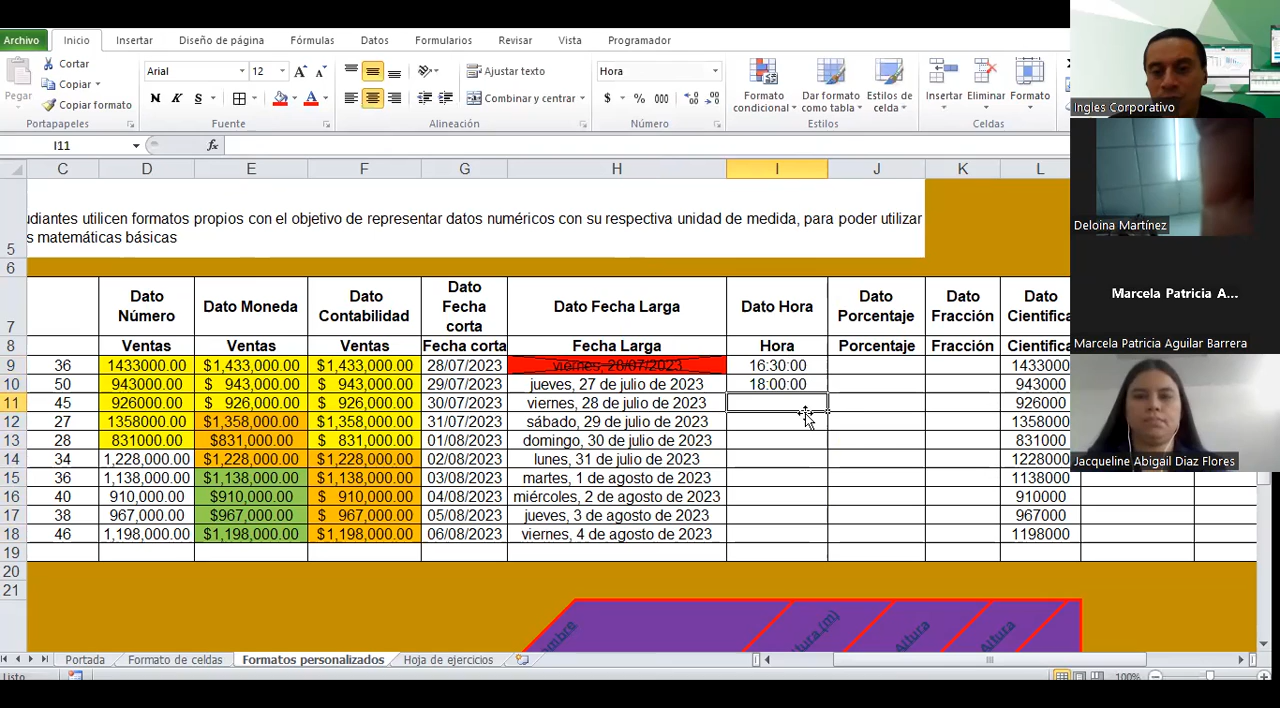 Archivo Inicio Insertar Diseño de página Fórmulas Datos Formularios Revisar Vista Programador
Pegar
Cortar
Copiar
Copiar formato
Portapapeles
Arial 12
N K S
Fuente
Ajustar texto
Combinar y centrar
Alineación
Hora
$ % 000
Número
Formato condicional
Dar formato como tabla
Estilos de celda
Estilos
Insertar Eliminar Formato
Celdas
I11 fx
C D E F G H I J K L
5 udiantes utilicen formatos propios con el objetivo de representar datos numéricos con su respectiva unidad de medida, para poder utilizar
s matemáticas básicas
6
7 Dato Número Dato Moneda Dato Contabilidad Dato Fecha corta Dato Fecha Larga Dato Hora Dato Porcentaje Dato Fracción Dato Científica
8 Ventas Ventas Ventas Fecha corta Fecha Larga Hora Porcentaje Fracción Científica
9 36 1433000.00 $1,433,000.00 $1,433,000.00 28/07/2023 viernes, 28/07/2023 16:30:00 1433000
10 50 943000.00 $ 943,000.00 $ 943,000.00 29/07/2023 jueves, 27 de julio de 2023 18:00:00 943000
11 45 926000.00 $ 926,000.00 $ 926,000.00 30/07/2023 viernes, 28 de julio de 2023 926000
12 27 1358000.00 $1,358,000.00 $1,358,000.00 31/07/2023 sábado, 29 de julio de 2023 1358000
13 28 831000.00 $831,000.00 $ 831,000.00 01/08/2023 domingo, 30 de julio de 2023 831000
14 34 1,228,000.00 $1,228,000.00 $1,228,000.00 02/08/2023 lunes, 31 de julio de 2023 1228000
15 36 1,138,000.00 $1,138,000.00 $1,138,000.00 03/08/2023 martes, 1 de agosto de 2023 1138000
16 40 910,000.00 $910,000.00 $ 910,000.00 04/08/2023 miércoles, 2 de agosto de 2023 910000
17 38 967,000.00 $967,000.00 $ 967,000.00 05/08/2023 jueves, 3 de agosto de 2023 967000
18 46 1,198,000.00 $1,198,000.00 $1,198,000.00 06/08/2023 viernes, 4 de agosto de 2023 1198000
19
20
21
ombre tura (m) Altura Altura
Portada Formato de celdas Formatos personalizados Hoja de ejercicios
Listo 100%
Ingles Corporativo
Deloina Martínez
Marcela Patricia A...
Marcela Patricia Aguilar Barrera
Jacqueline Abigail Diaz Flores